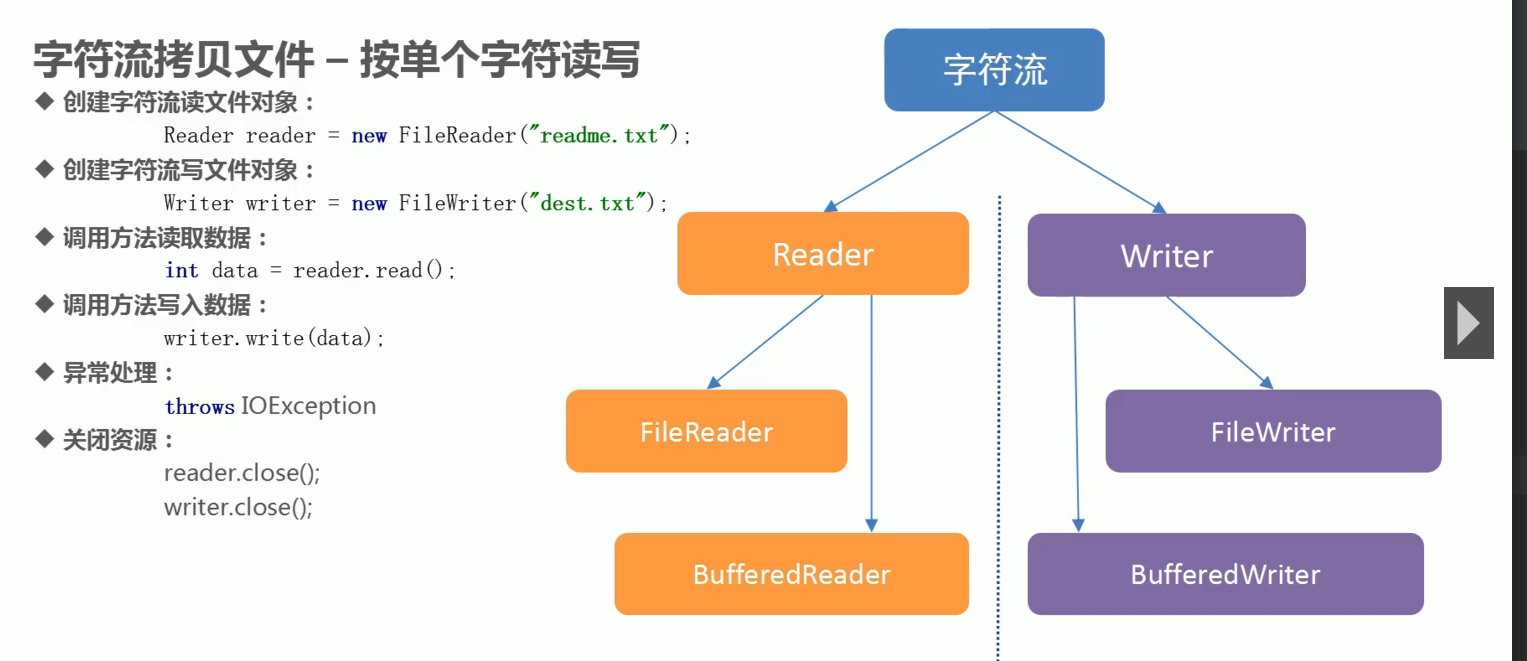 字符流拷贝文件 – 按单个字符读写
◆ 创建字符流读文件对象：
Reader reader = new FileReader("readme.txt");
◆ 创建字符流写文件对象：
Writer writer = new FileWriter("dest.txt");
◆ 调用方法读取数据：
int data = reader.read();
◆ 调用方法写入数据：
writer.write(data);
◆ 异常处理：
throws IOException
◆ 关闭资源：
reader.close();
writer.close();
字符流
Reader
Writer
FileReader
FileWriter
BufferedReader
BufferedWriter